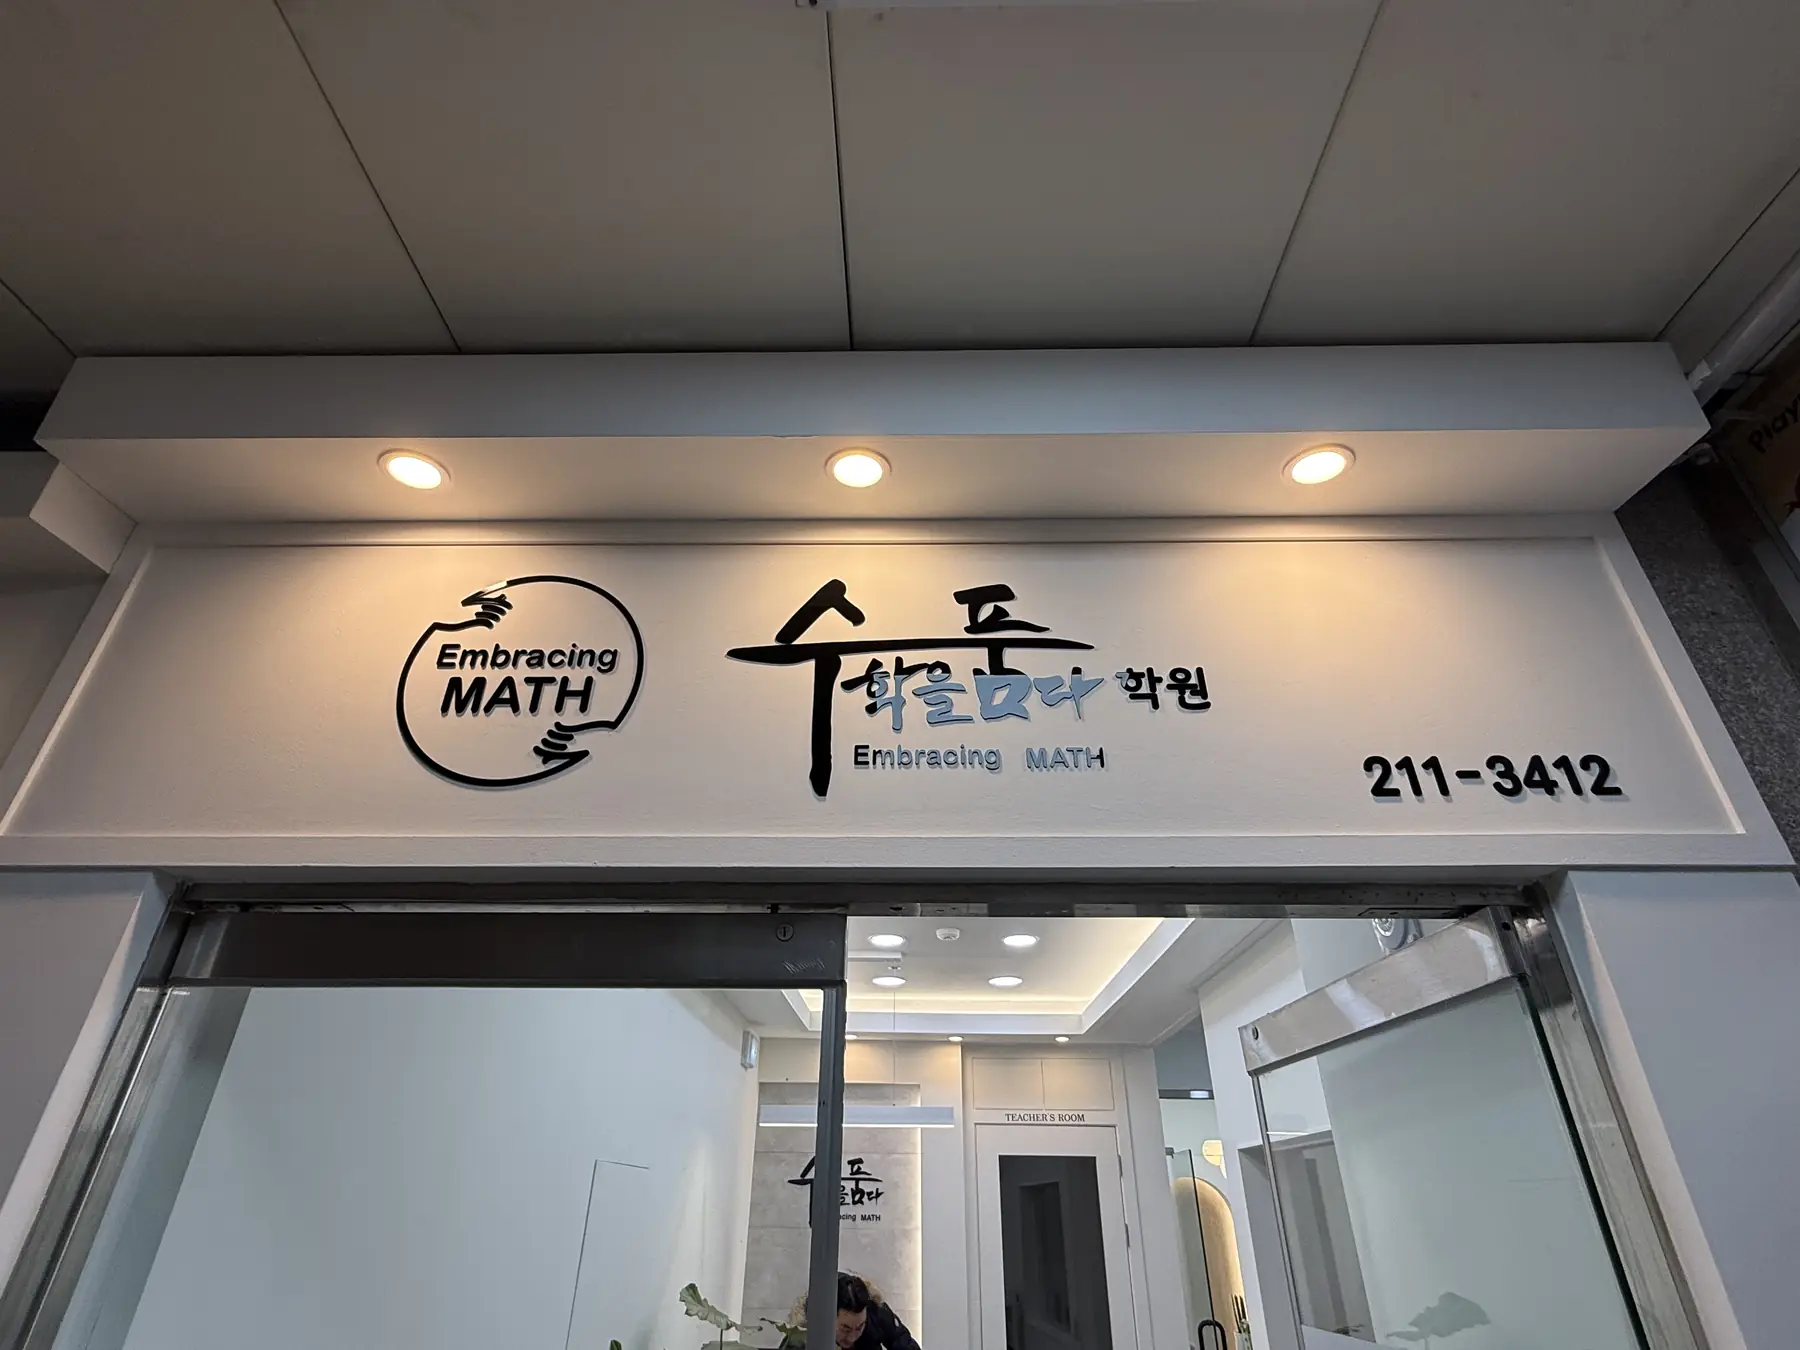 Embracing
MATH
수학을품다 학원
Embracing MATH
211-3412
Play
TEACHER'S ROOM
수학을품다
MATH